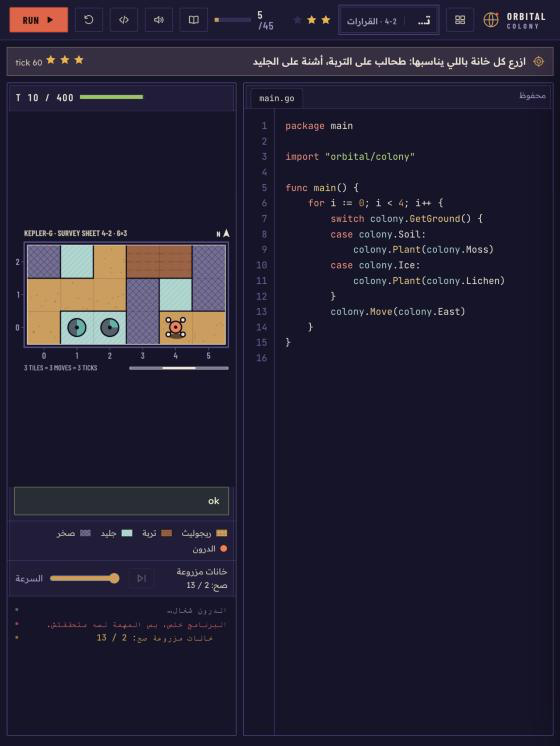 RUN
5 /45
ت...
4-2 · القرارات
ORBITAL COLONY
ازرع كل خانة باللي يناسبها: طحالب على التربة، أشنة على الجليد
tick 60
T 10 / 400
main.go
محفوظ
1 package main
2
3 import "orbital/colony"
4
5 func main() {
6 for i := 0; i < 4; i++ {
7 switch colony.GetGround() {
8 case colony.Soil:
9 colony.Plant(colony.Moss)
10 case colony.Ice:
11 colony.Plant(colony.Lichen)
12 }
13 colony.Move(colony.East)
14 }
15 }
16
KEPLER-G · SURVEY SHEET 4-2 · 6×3
N
2
1
0
0 1 2 3 4 5
3 TILES = 3 MOVES = 3 TICKS
ok
ريجوليث تربة جليد صخر
الدرون
خانات مزروعة صح: 2 / 13
السرعة
الدرون شغال...
البرنامج خلص، بس المهمة لسه متحققتش.
خانات مزروعة صح: 2 / 13